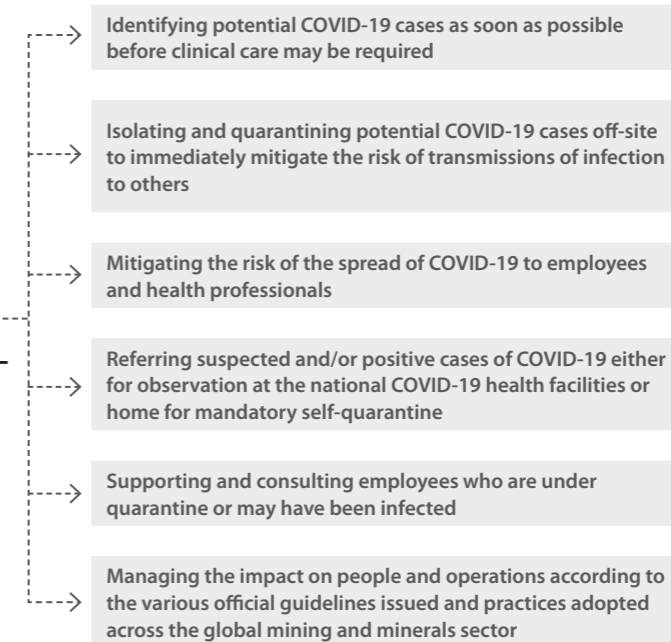 Identifying potential COVID-19 cases as soon as possible
before clinical care may be required
Isolating and quarantining potential COVID-19 cases off-site
to immediately mitigate the risk of transmissions of infection
to others
Mitigating the risk of the spread of COVID-19 to employees
and health professionals
Referring suspected and/or positive cases of COVID-19 either
for observation at the national COVID-19 health facilities or
home for mandatory self-quarantine
Supporting and consulting employees who are under
quarantine or may have been infected
Managing the impact on people and operations according to
the various official guidelines issued and practices adopted
across the global mining and minerals sector